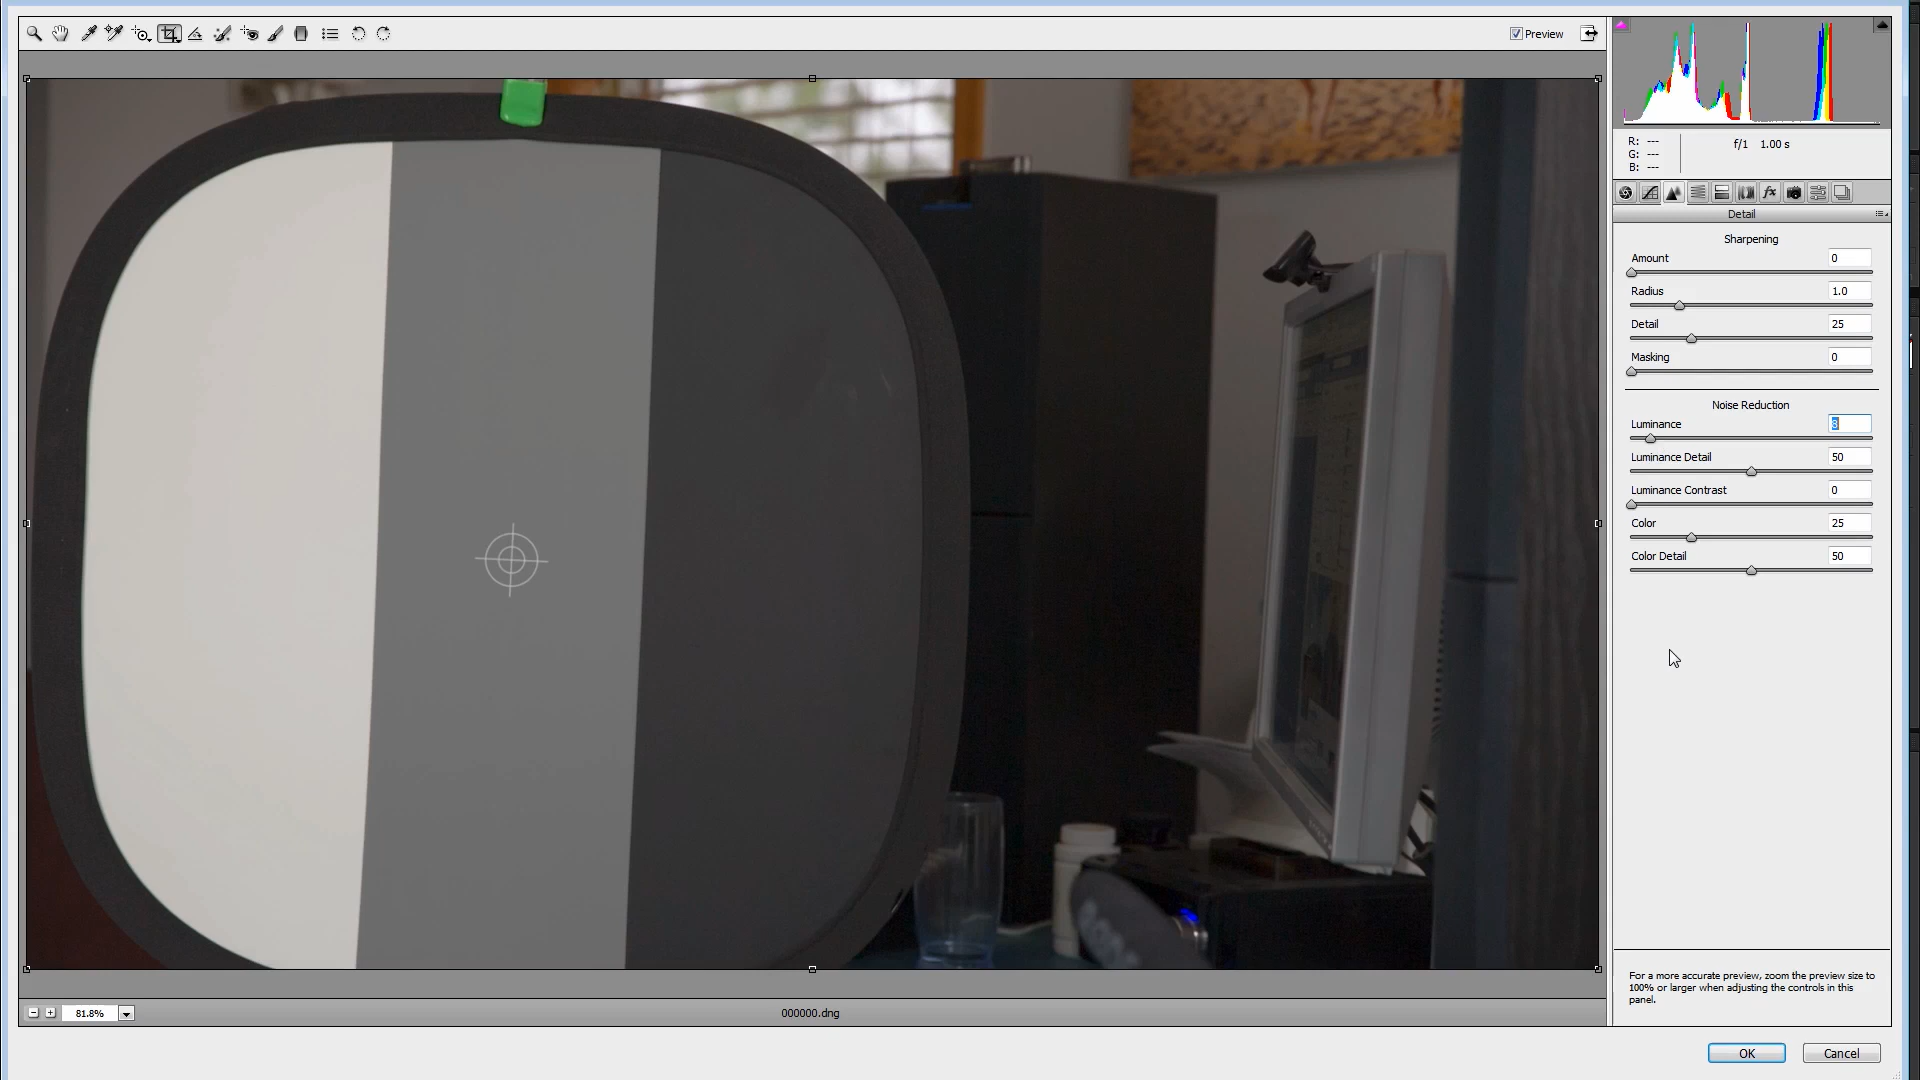 Preview
R: ---
G: ---
B: ---
f/1 1.00 s
Detail
Sharpening
Amount 0
Radius 1.0
Detail 25
Masking 0
Noise Reduction
Luminance 8
Luminance Detail 50
Luminance Contrast 0
Color 25
Color Detail 50
For a more accurate preview, zoom the preview size to
100% or larger when adjusting the controls in this
panel.
81.8%
000000.dng
OK
Cancel